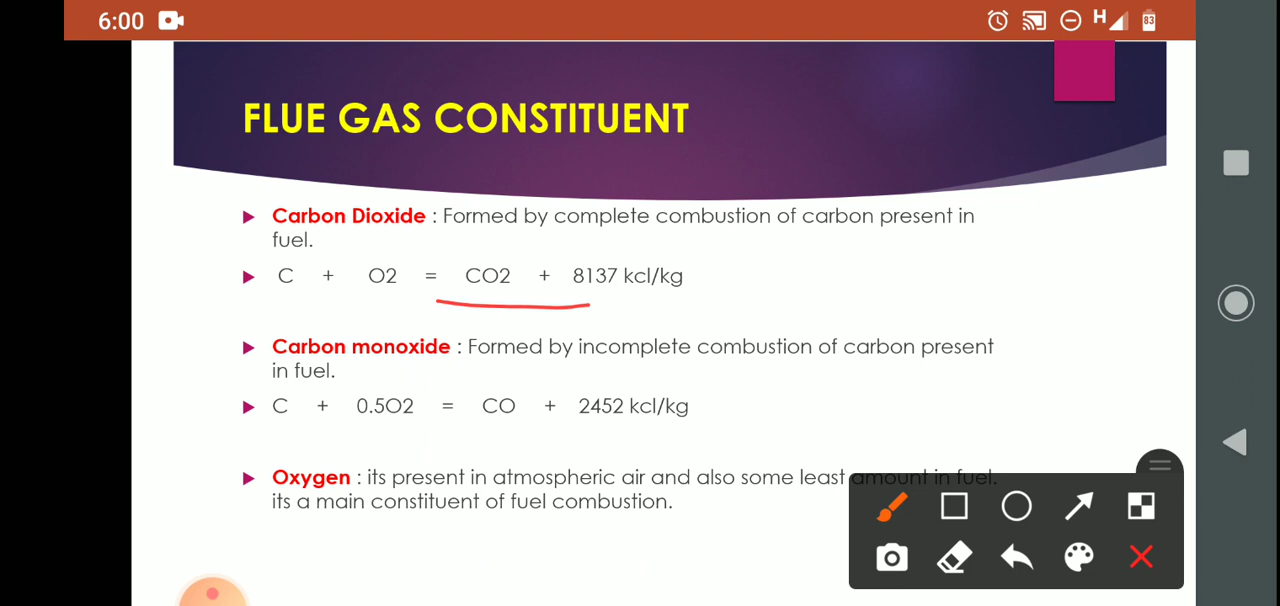 6:00
H
83
FLUE GAS CONSTITUENT
Carbon Dioxide : Formed by complete combustion of carbon present in
fuel.
C + O2 = CO2 + 8137 kcl/kg
Carbon monoxide : Formed by incomplete combustion of carbon present
in fuel.
C + 0.5O2 = CO + 2452 kcl/kg
Oxygen : its present in atmospheric air and also some least amount in fuel.
its a main constituent of fuel combustion.